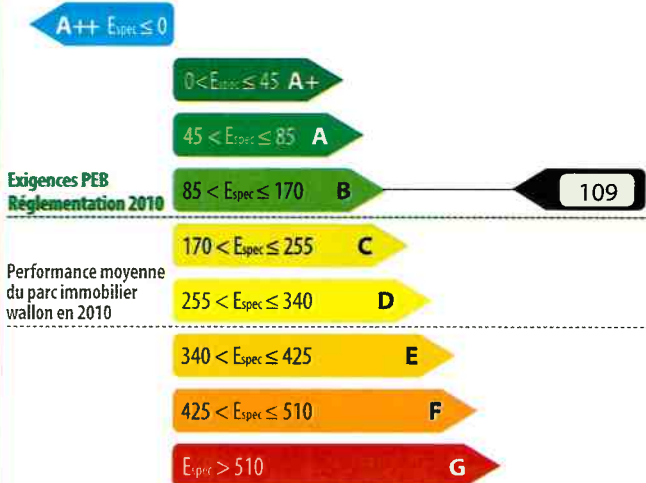 A++ Espec ≤ 0
0 < Espec ≤ 45 A+
45 < Espec ≤ 85 A
Exigences PEB
Réglementation 2010
85 < Espec ≤ 170 B
109
170 < Espec ≤ 255 C
Performance moyenne
du parc immobilier
wallon en 2010
255 < Espec ≤ 340 D
340 < Espec ≤ 425 E
425 < Espec ≤ 510 F
Espec > 510 G